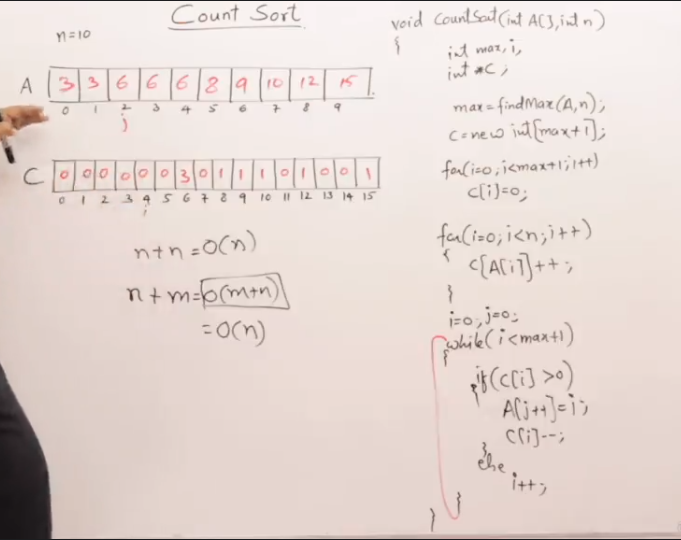 Count Sort
n=10
A 3 3 6 6 6 8 9 10 12 15
0 1 2 3 4 5 6 7 8 9
j
C 0 0 0 0 0 0 3 0 1 1 1 0 1 0 0 1
0 1 2 3 4 5 6 7 8 9 10 11 12 13 14 15
i
n+n=O(n)
n+m=O(m+n)
=O(n)
void CountSort(int A[],int n)
{
int max,i,
int *C;
max=findMax(A,n);
C=new int[max+1];
for(i=0;i<max+1;i++)
C[i]=0;
for(i=0;i<n;i++)
{
C[A[i]]++;
}
i=0;j=0;
while(i<max+1)
{
if(C[i]>0)
{
A[j++]=i;
C[i]--;
}
else
i++;
}
}